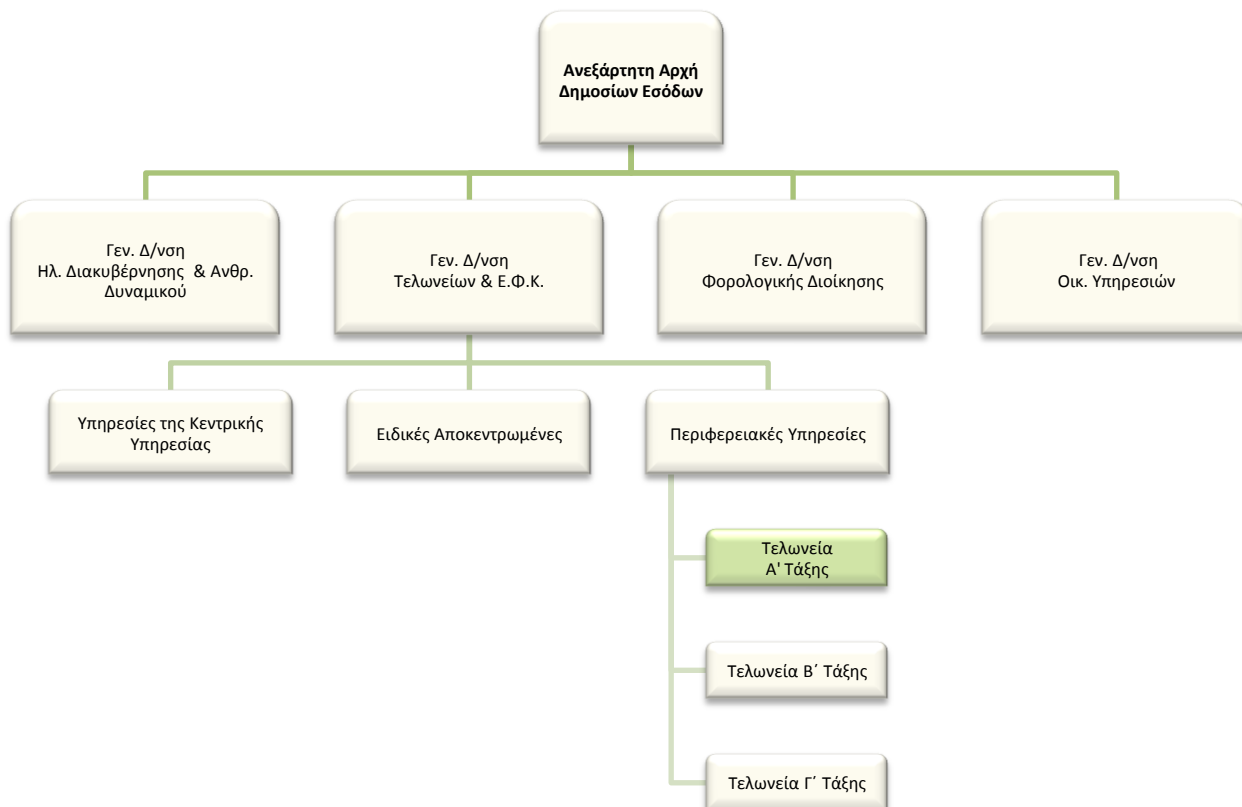 Ανεξάρτητη Αρχή
Δημοσίων Εσόδων
Γεν. Δ/νση
Ηλ. Διακυβέρνησης & Ανθρ.
Δυναμικού
Γεν. Δ/νση
Τελωνείων & Ε.Φ.Κ.
Γεν. Δ/νση
Φορολογικής Διοίκησης
Γεν. Δ/νση
Οικ. Υπηρεσιών
Υπηρεσίες της Κεντρικής
Υπηρεσίας
Ειδικές Αποκεντρωμένες
Περιφερειακές Υπηρεσίες
Τελωνεία
Α' Τάξης
Τελωνεία Β΄ Τάξης
Τελωνεία Γ΄ Τάξης